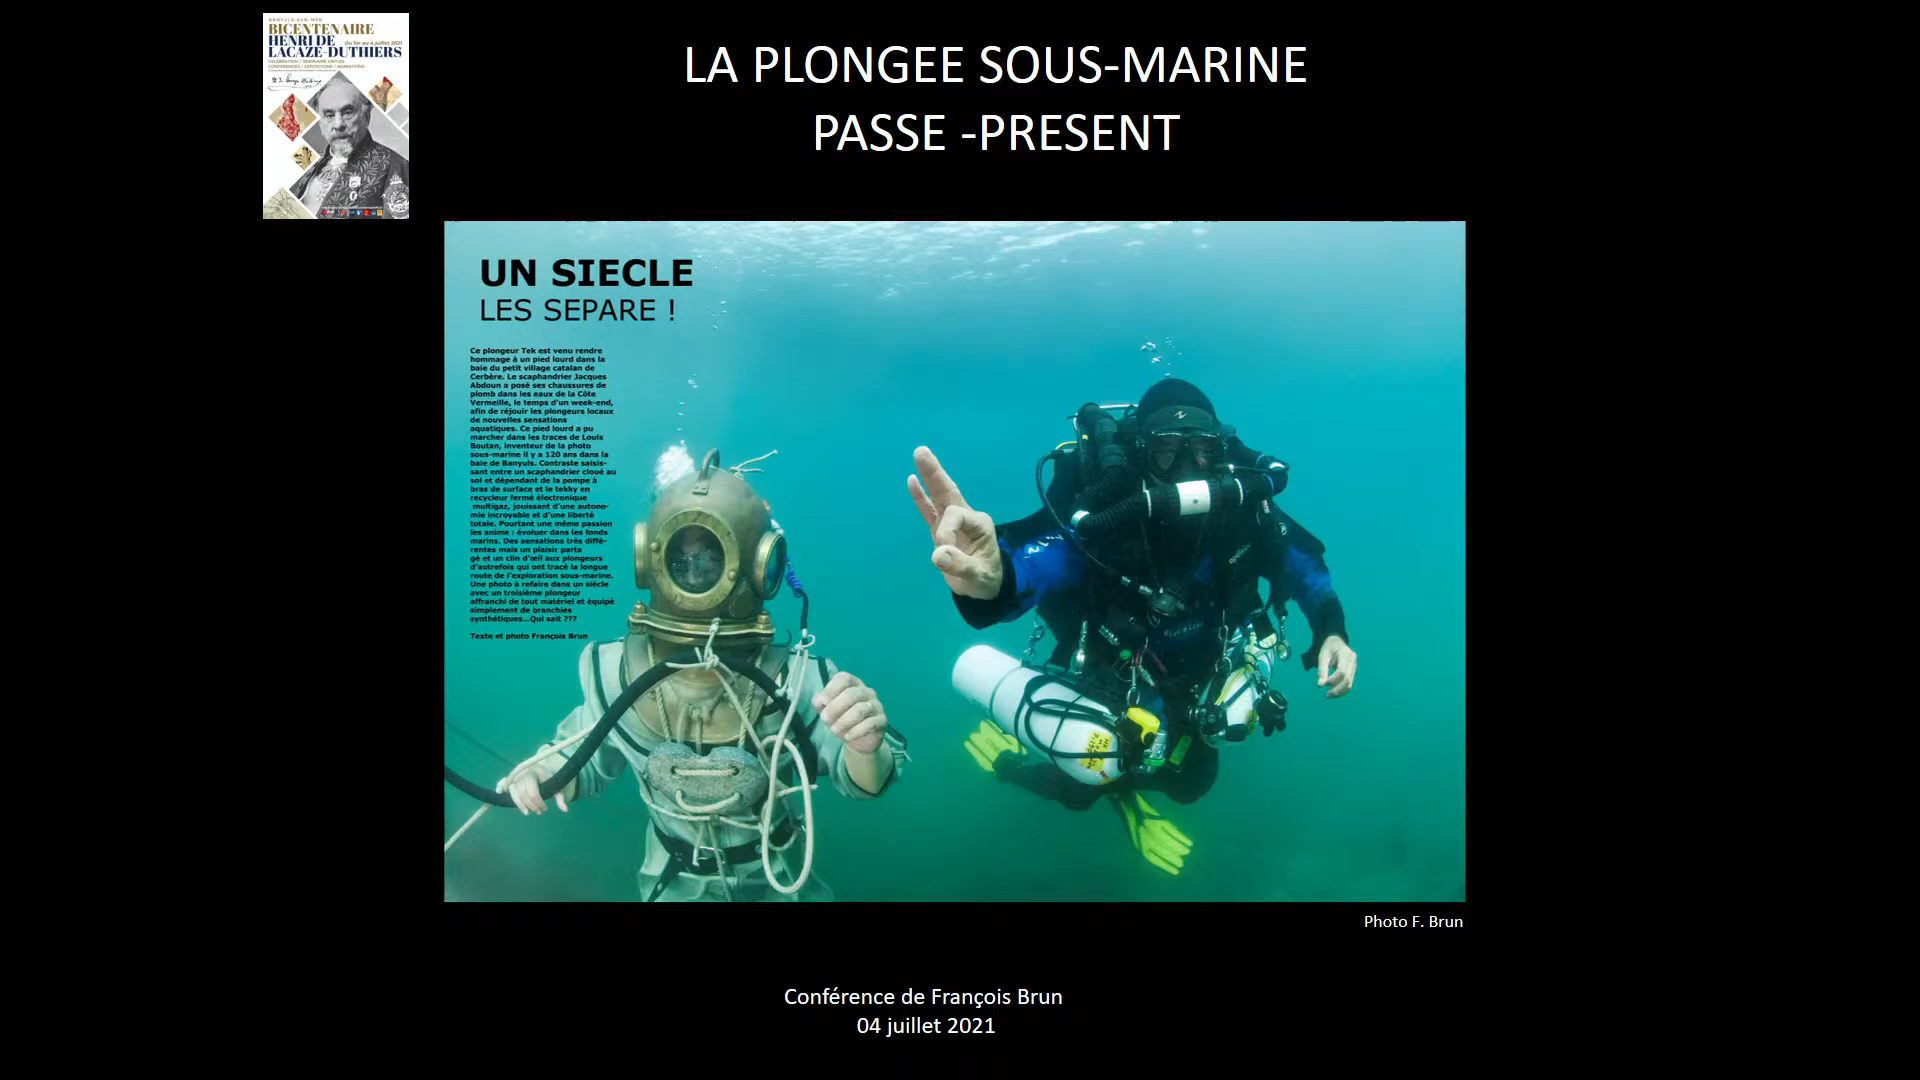 BANYULS-SUR-MER
BICENTENAIRE
HENRI DE
Du 1er au 4 juillet 2021
LACAZE-DUTHIERS
CELEBRATION / SEMINAIRE VIRTUEL
CONFÉRENCES / EXPOSITIONS / ANIMATIONS
LA PLONGEE SOUS-MARINE
PASSE -PRESENT
UN SIECLE
LES SEPARE !
Ce plongeur Tek est venu rendre
hommage à un pied lourd dans la
baie du petit village catalan de
Cerbère. Le scaphandrier Jacques
Abdoun a posé ses chaussures de
plomb dans les eaux de la Côte
Vermeille, le temps d'un week-end,
afin de réjouir les plongeurs locaux
de nouvelles sensations
aquatiques. Ce pied lourd a pu
marcher dans les traces de Louis
Boutan, inventeur de la photo
sous-marine il y a 120 ans dans la
baie de Banyuls. Contraste saisis-
sant entre un scaphandrier cloué au
sol et dépendant de la pompe à
bras de surface et le tekky en
recycleur fermé électronique
multigaz, jouissant d'une autono-
mie incroyable et d'une liberté
totale. Pourtant une même passion
les anime : évoluer dans les fonds
marins. Des sensations très diffé-
rentes mais un plaisir parta
gé et un clin d'œil aux plongeurs
d'autrefois qui ont tracé la longue
route de l'exploration sous-marine.
Une photo à refaire dans un siècle
avec un troisième plongeur
affranchi de tout matériel et équipé
simplement de branchies
synthétiques...Qui sait ???
Texte et photo François Brun
Photo F. Brun
Conférence de François Brun
04 juillet 2021